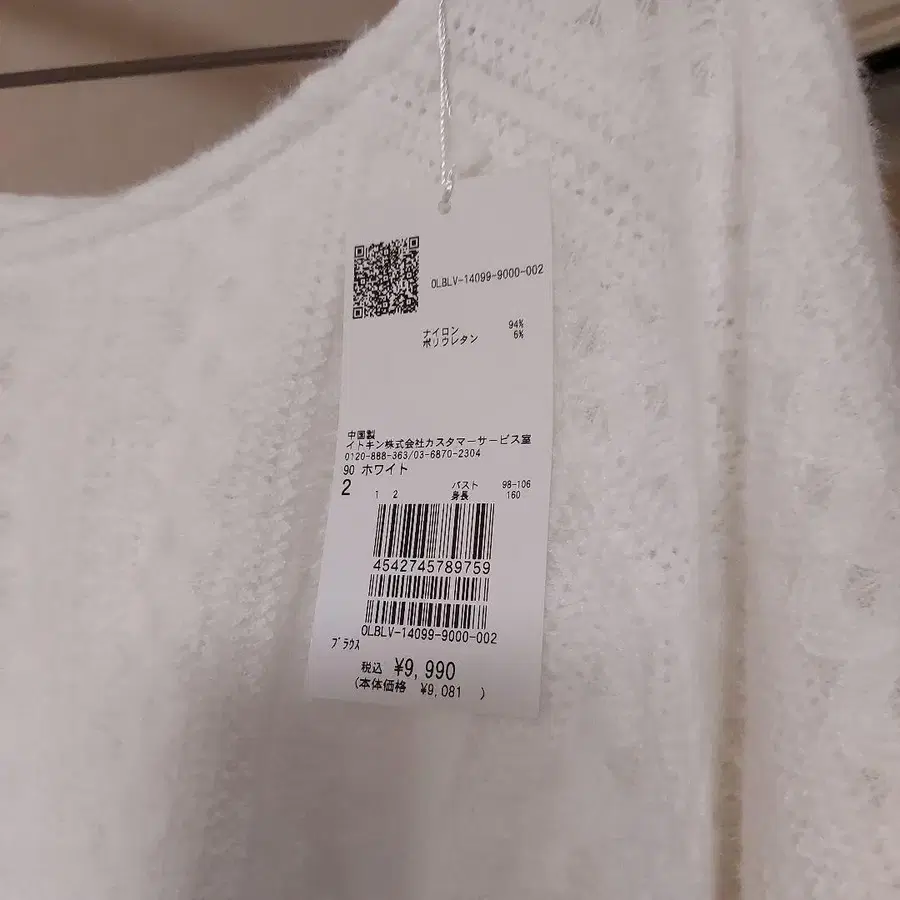 OLBLV-14099-9000-002
ナイロン 94%
ポリウレタン 6%
中国製
イトキン株式会社カスタマーサービス室
0120-888-363/03-6870-2304
90 ホワイト
2 1 2 バスト 98-106
身長 160
4542745789759
OLBLV-14099-9000-002
ブラウス
税込 ¥9,990
(本体価格 ¥9,081 )